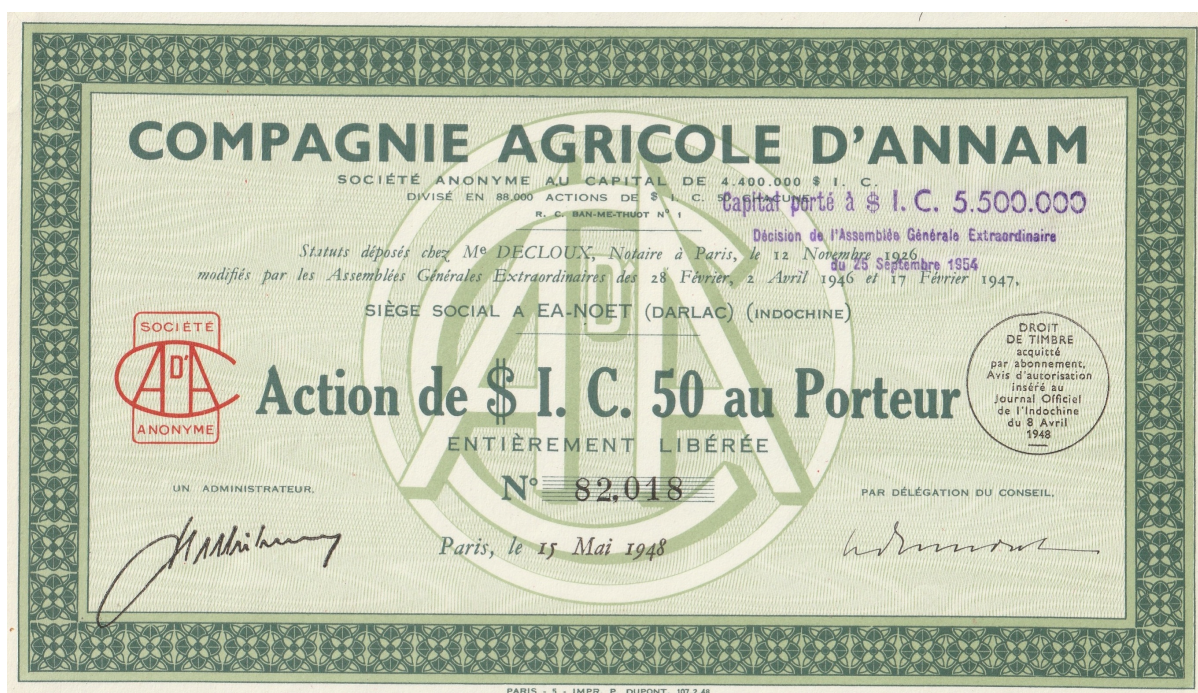 COMPAGNIE AGRICOLE D'ANNAM
SOCIÉTÉ ANONYME AU CAPITAL DE 4.400.000 $ I. C.
DIVISÉ EN 88.000 ACTIONS DE $ I. C. 50 CHACUNE
Capital porté à $ I. C. 5.500.000
R. C. BAN-ME-THUOT N° 1
Décision de l'Assemblée Générale Extraordinaire
du 25 Septembre 1954
Statuts déposés chez Me DECLOUX, Notaire à Paris, le 12 Novembre 1926,
modifiés par les Assemblées Générales Extraordinaires des 28 Février, 2 Avril 1946 et 17 Février 1947.
SIÈGE SOCIAL A EA-NOET (DARLAC) (INDOCHINE)
SOCIÉTÉ
D'
A A
C
ANONYME
DROIT
DE TIMBRE
acquitté
par abonnement,
Avis d'autorisation
inséré au
Journal Officiel
de l'Indochine
du 8 Avril
1948
Action de $ I. C. 50 au Porteur
ENTIÈREMENT LIBÉRÉE
N° 82,018
UN ADMINISTRATEUR,
PAR DÉLÉGATION DU CONSEIL,
Paris, le 15 Mai 1948
PARIS - 5 - IMPR. P. DUPONT. 107.2.48